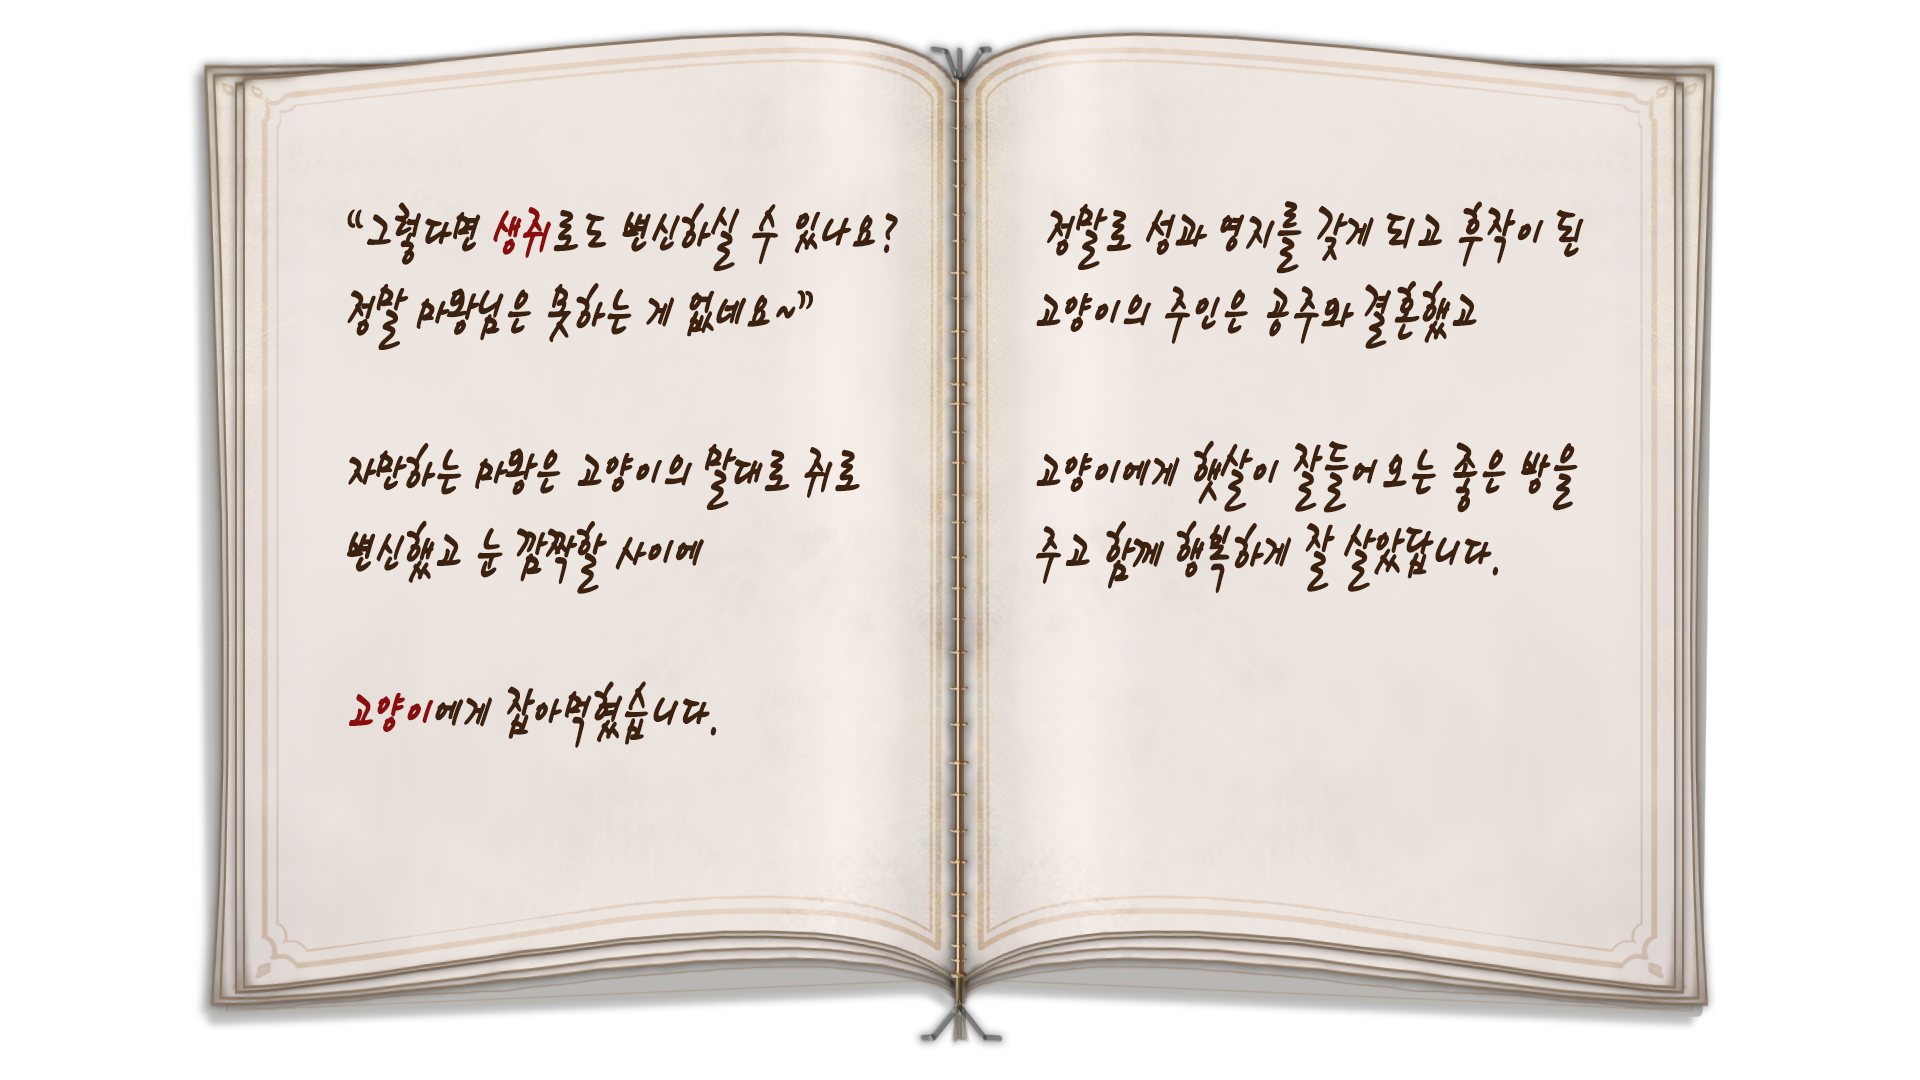 “그렇다면 생쥐로도 변신하실 수 있나요?
정말 마왕님은 못하는 게 없네요~”
자만하는 마왕은 고양이의 말대로 쥐로
변신했고 눈 깜짝할 사이에
고양이에게 잡아먹혔습니다.
정말로 성과 영지를 갖게 되고 후작이 된
고양이의 주인은 공주와 결혼했고
고양이에게 햇살이 잘들어 오는 좋은 방을
주고 함께 행복하게 잘 살았답니다.